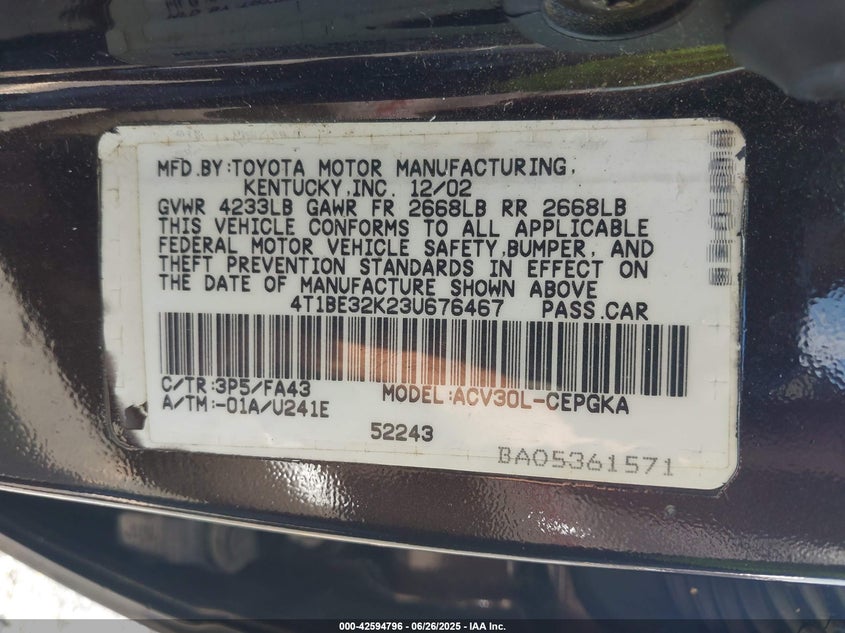 MFD.BY:TOYOTA MOTOR MANUFACTURING,
KENTUCKY,INC. 12/02
GVWR 4233LB GAWR FR 2668LB RR 2668LB
THIS VEHICLE CONFORMS TO ALL APPLICABLE
FEDERAL MOTOR VEHICLE SAFETY,BUMPER, AND
THEFT PREVENTION STANDARDS IN EFFECT ON
THE DATE OF MANUFACTURE SHOWN ABOVE
4T1BE32K23U676467 PASS.CAR
C/TR:3P5/FA43 MODEL:ACV30L-CEPGKA
A/TM:-01A/U241E
52243
BA05361571
000-42594796 - 06/26/2025 - IAA Inc.